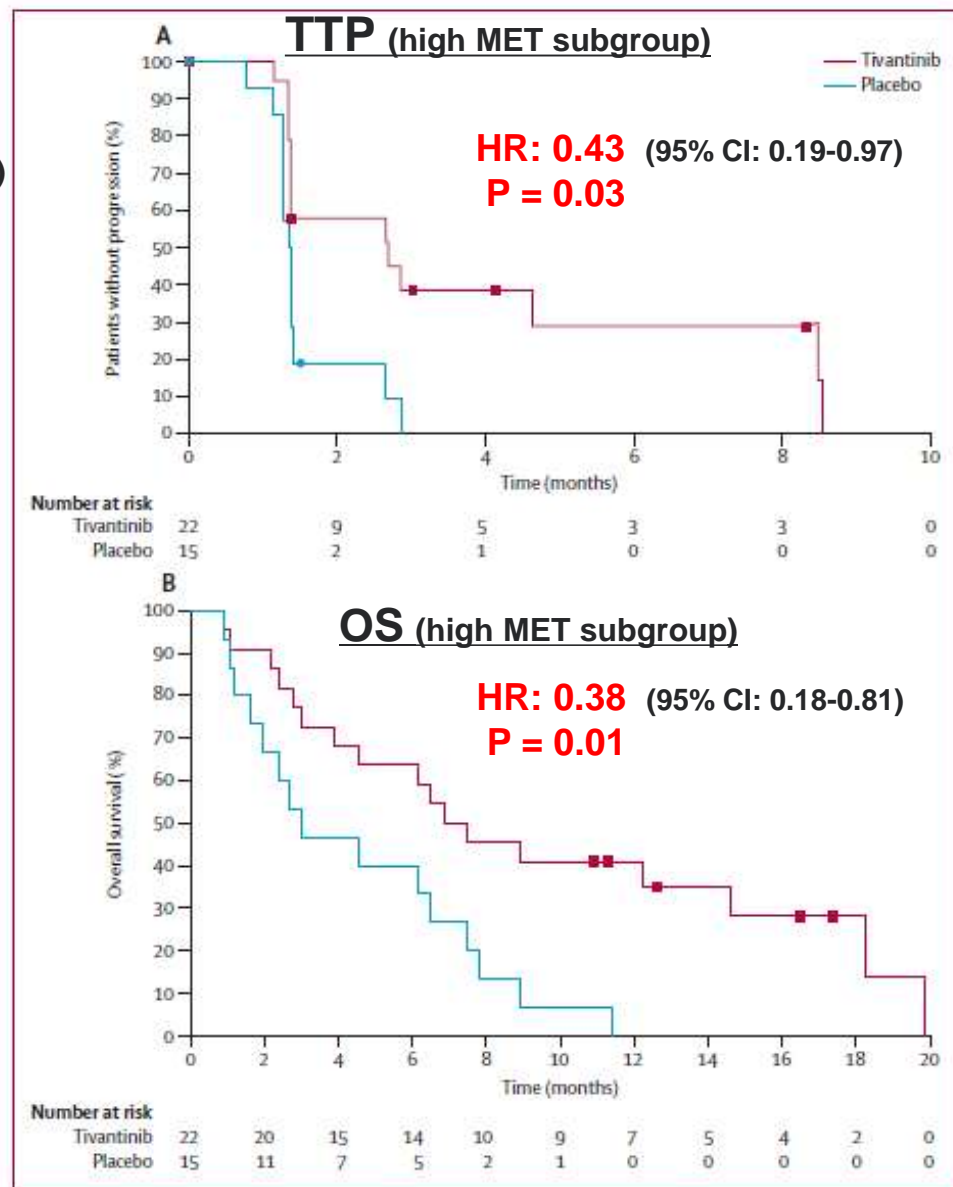 )
A
TTP (high MET subgroup)
Tivantinib
Placebo
HR: 0.43 (95% CI: 0.19-0.97)
P = 0.03
Patients without progression (%)
100
90
80
70
60
50
40
30
20
10
0
0 2 4 6 8 10
Time (months)
Number at risk
Tivantinib 22 9 5 3 3 0
Placebo 15 2 1 0 0 0
B
OS (high MET subgroup)
HR: 0.38 (95% CI: 0.18-0.81)
P = 0.01
Overall survival (%)
100
90
80
70
60
50
40
30
20
10
0
0 2 4 6 8 10 12 14 16 18 20
Time (months)
Number at risk
Tivantinib 22 20 15 14 10 9 7 5 4 2 0
Placebo 15 11 7 5 2 1 0 0 0 0 0